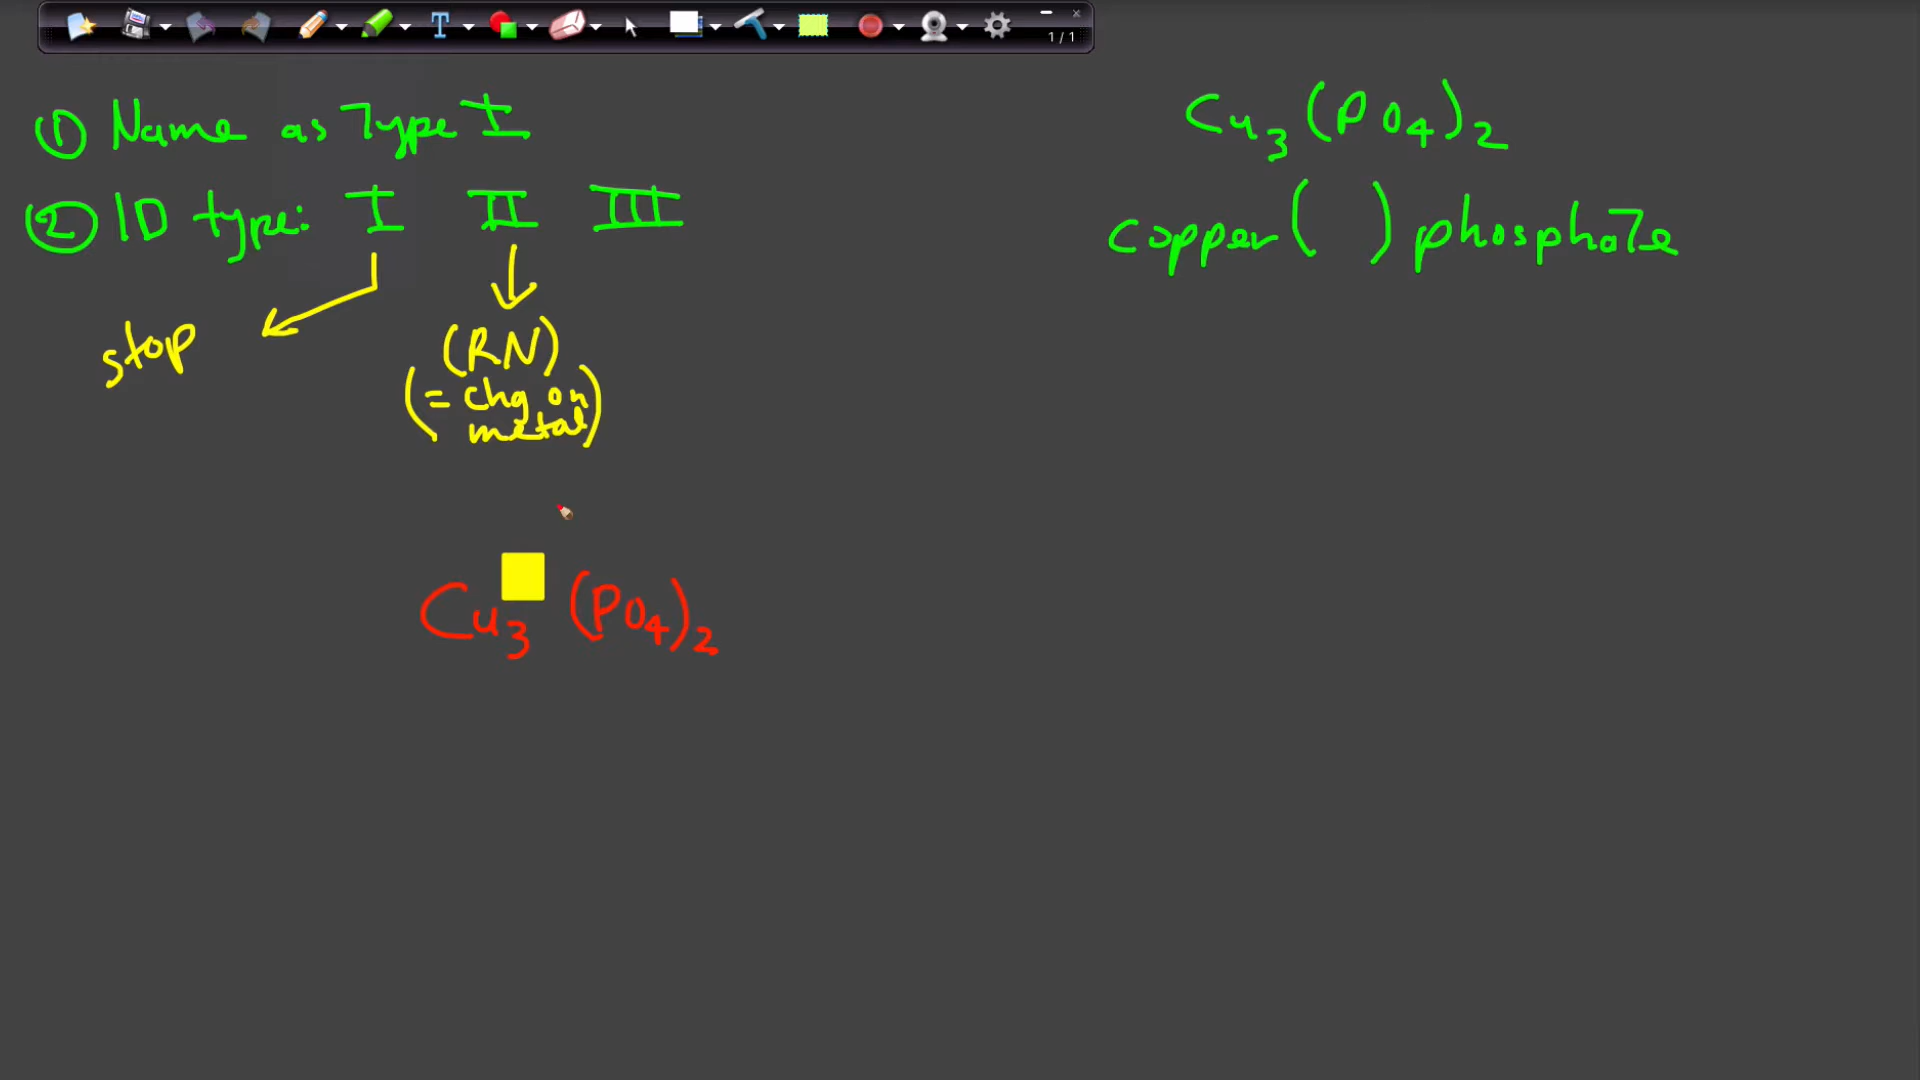 1 / 1
① Name as Type I
② ID type: I II III
stop
(RN)
(= chg on
metal)
Cu₃ (PO₄)₂
Cu₃(PO₄)₂
copper( )phosphate